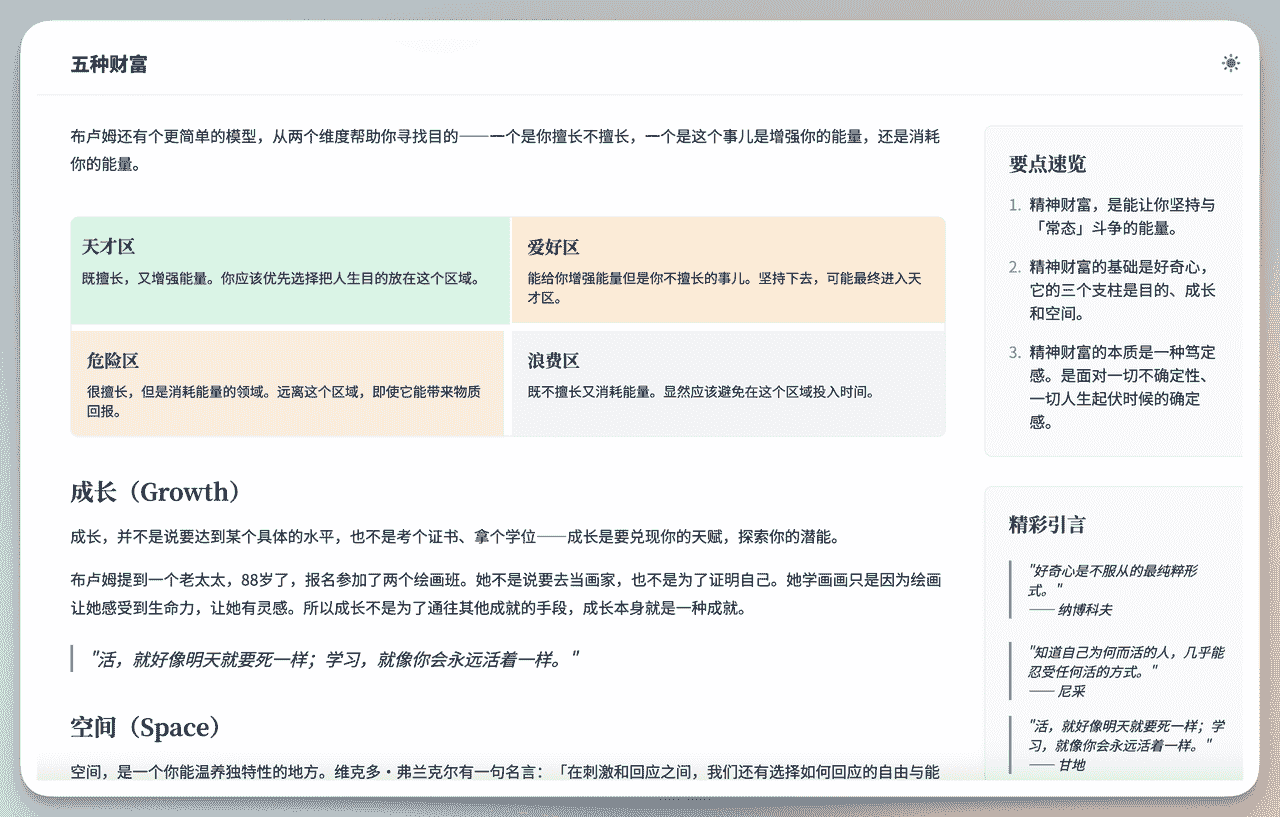 五种财富
布卢姆还有个更简单的模型，从两个维度帮助你寻找目的——一个是你擅长不擅长，一个是这个事儿是增强你的能量，还是消耗
你的能量。
天才区
既擅长，又增强能量。你应该优先选择把人生目的放在这个区域。
爱好区
能给你增强能量但是你不擅长的事儿。坚持下去，可能最终进入天
才区。
危险区
很擅长，但是消耗能量的领域。远离这个区域，即使它能带来物质
回报。
浪费区
既不擅长又消耗能量。显然应该避免在这个区域投入时间。
成长（Growth）
成长，并不是说要达到某个具体的水平，也不是考个证书、拿个学位——成长是要兑现你的天赋，探索你的潜能。
布卢姆提到一个老太太，88岁了，报名参加了两个绘画班。她不是说要去当画家，也不是为了证明自己。她学画画只是因为绘画
让她感受到生命力，让她有灵感。所以成长不是为了通往其他成就的手段，成长本身就是一种成就。
"活，就好像明天就要死一样；学习，就像你会永远活着一样。"
空间（Space）
空间，是一个你能温养独特性的地方。维克多·弗兰克尔有一句名言：「在刺激和回应之间，我们还有选择如何回应的自由与能
要点速览
1. 精神财富，是能让你坚持与
「常态」斗争的能量。
2. 精神财富的基础是好奇心，
它的三个支柱是目的、成长
和空间。
3. 精神财富的本质是一种笃定
感。是面对一切不确定性、
一切人生起伏时候的确定
感。
精彩引言
"好奇心是不服从的最纯粹形
式。"
—— 纳博科夫
"知道自己为何而活的人，几乎能
忍受任何活的方式。"
—— 尼采
"活，就好像明天就要死一样；学
习，就像你会永远活着一样。"
—— 甘地